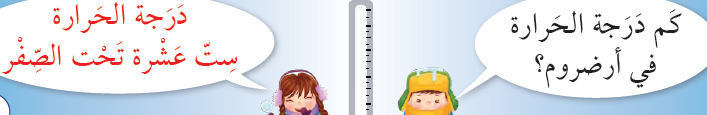 كَم دَرَجة الحَرارة
في أرضروم؟
دَرَجة الحَرارة
سِتّ عَشْرة تَحْت الصِّفْر